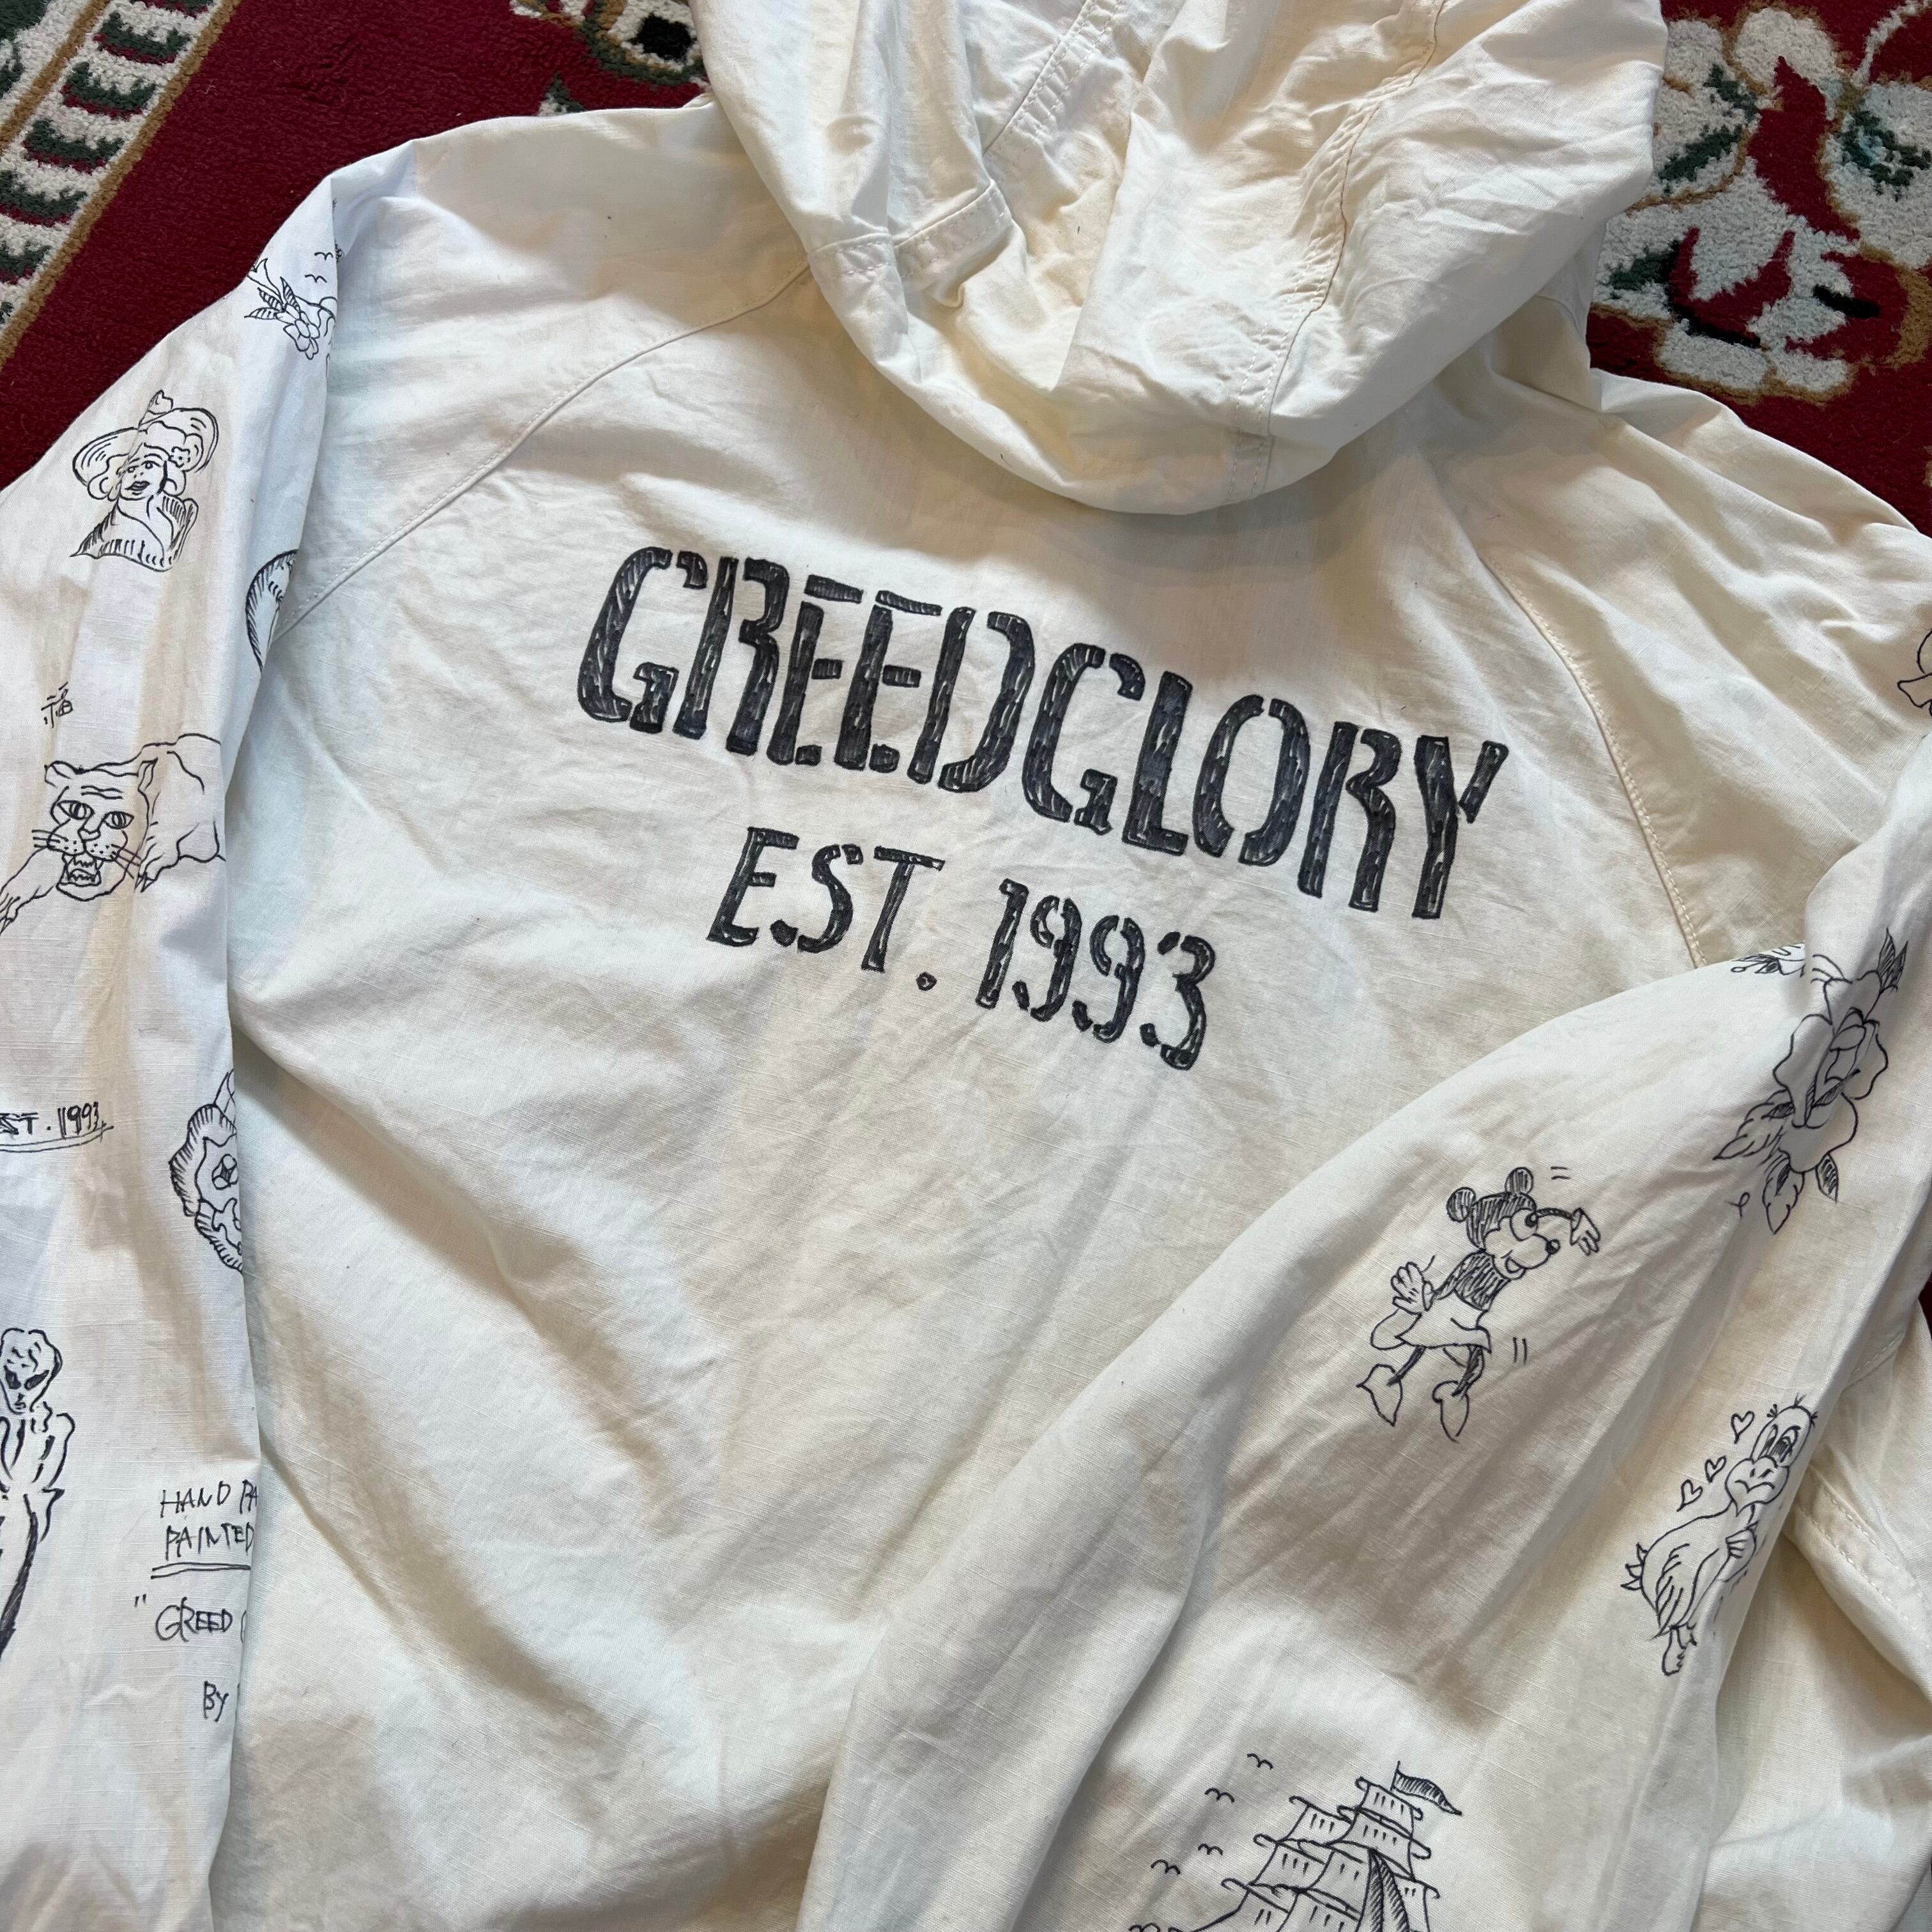 GREEDGLORY
EST. 1993
福
ST. 1993
HAND PA
PAINTED
"GREED
BY